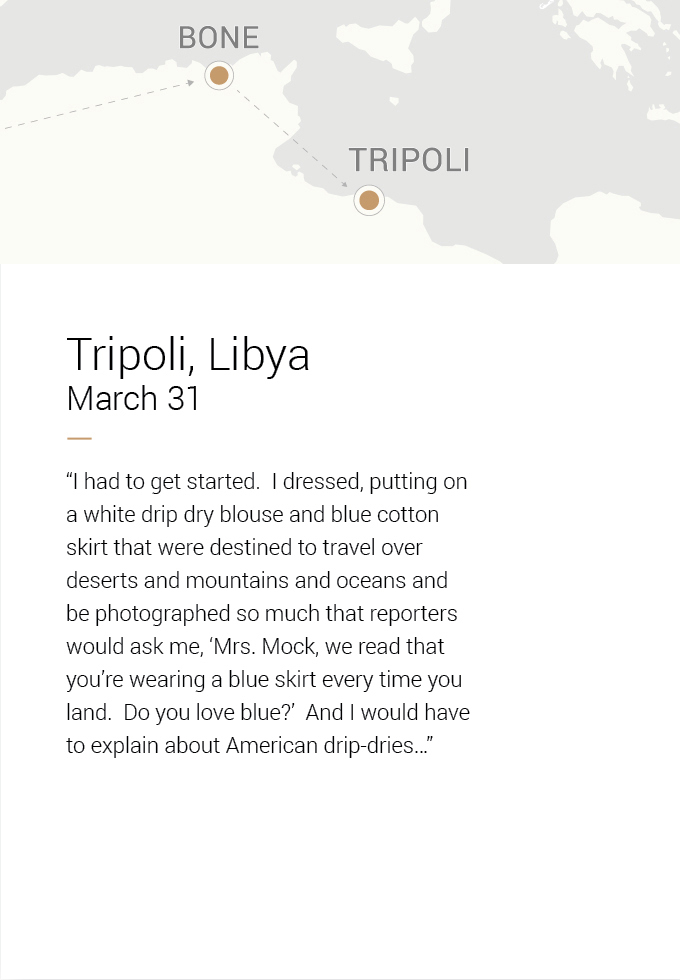 BONE
TRIPOLI
Tripoli, Libya
March 31
“I had to get started.  I dressed, putting on
a white drip dry blouse and blue cotton
skirt that were destined to travel over
deserts and mountains and oceans and
be photographed so much that reporters
would ask me, ‘Mrs. Mock, we read that
you’re wearing a blue skirt every time you
land.  Do you love blue?’  And I would have
to explain about American drip-dries…”